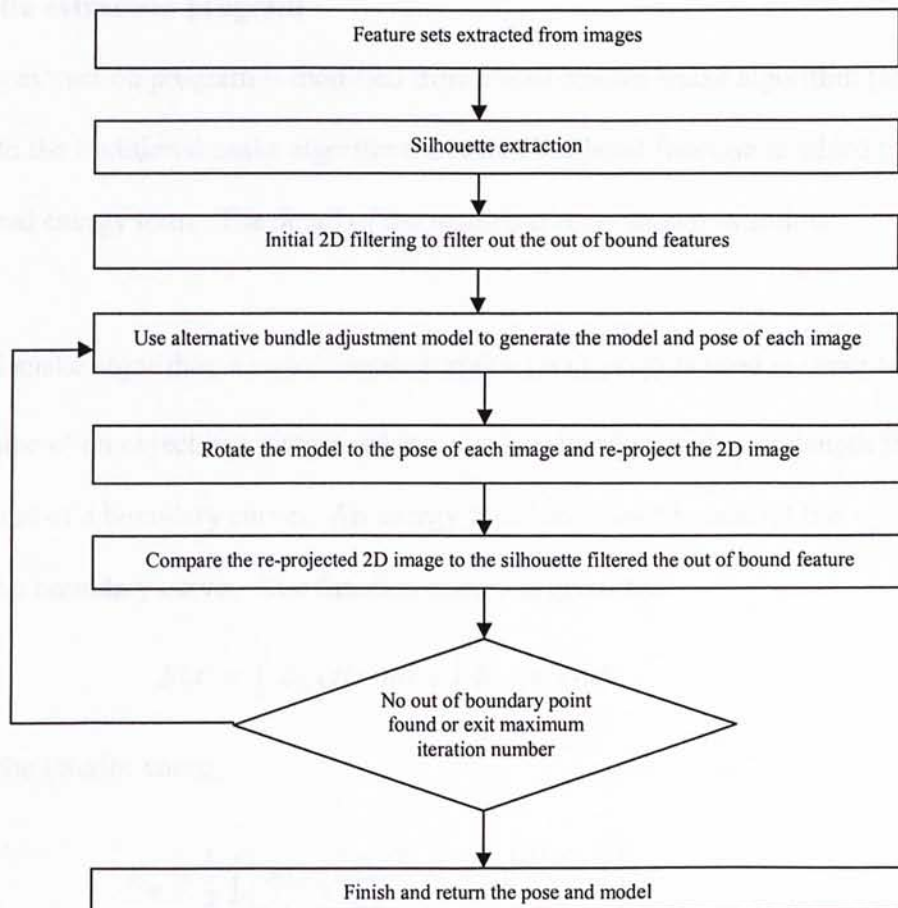 Feature sets extracted from images
Silhouette extraction
Initial 2D filtering to filter out the out of bound features
Use alternative bundle adjustment model to generate the model and pose of each image
Rotate the model to the pose of each image and re-project the 2D image
Compare the re-projected 2D image to the silhouette filtered the out of bound feature
No out of boundary point
found or exit maximum
iteration number
Finish and return the pose and model